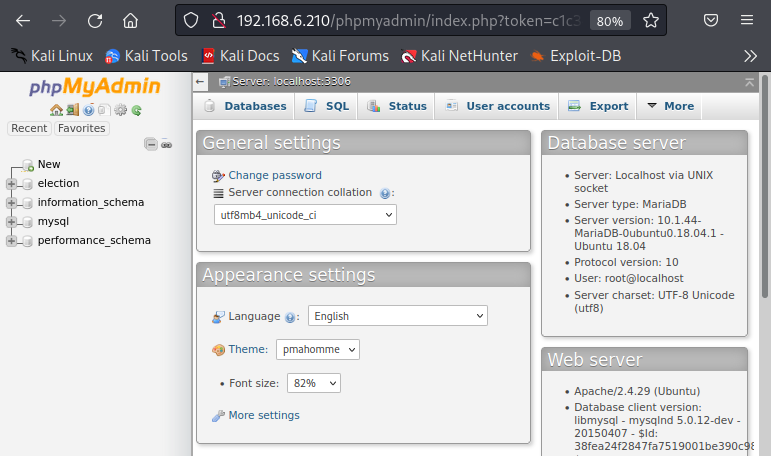 192.168.6.210/phpmyadmin/index.php?token=c1c3
80%
Kali Linux
Kali Tools
Kali Docs
Kali Forums
Kali NetHunter
Exploit-DB
phpMyAdmin
Recent
Favorites
New
election
information_schema
mysql
performance_schema
Server: localhost:3306
Databases
SQL
Status
User accounts
Export
More
General settings
Change password
Server connection collation :
utf8mb4_unicode_ci
Appearance settings
Language :
English
Theme:
pmahomme
• Font size:
82%
More settings
Database server
• Server: Localhost via UNIX
socket
• Server type: MariaDB
• Server version: 10.1.44-
MariaDB-0ubuntu0.18.04.1 -
Ubuntu 18.04
• Protocol version: 10
• User: root@localhost
• Server charset: UTF-8 Unicode
(utf8)
Web server
• Apache/2.4.29 (Ubuntu)
• Database client version:
libmysql - mysqlnd 5.0.12-dev -
20150407 - $Id:
38fea24f2847fa7519001be390c98